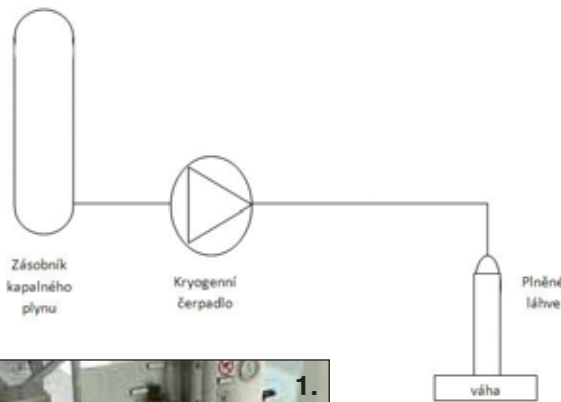 Zásobník
kapalného
plynu
Kryogenní
čerpadlo
Plněné
láhve
váha
1.